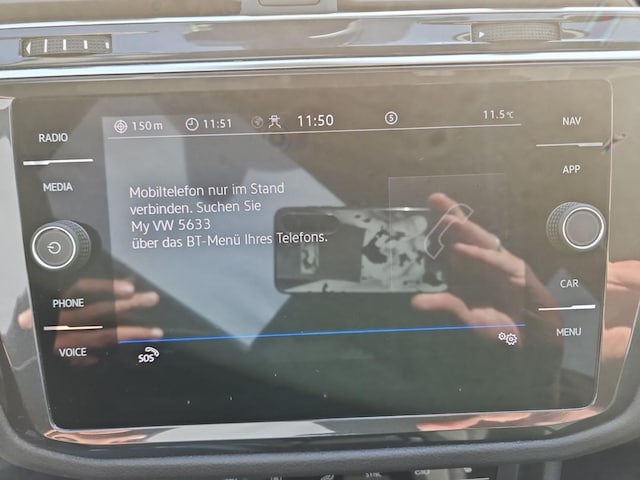 150 m 11:51 11:50 S 11.5°C
RADIO
MEDIA
PHONE
VOICE
Mobiltelefon nur im Stand
verbinden. Suchen Sie
My VW 5633
über das BT-Menü Ihres Telefons.
SOS
NAV
APP
CAR
MENU
SYNC